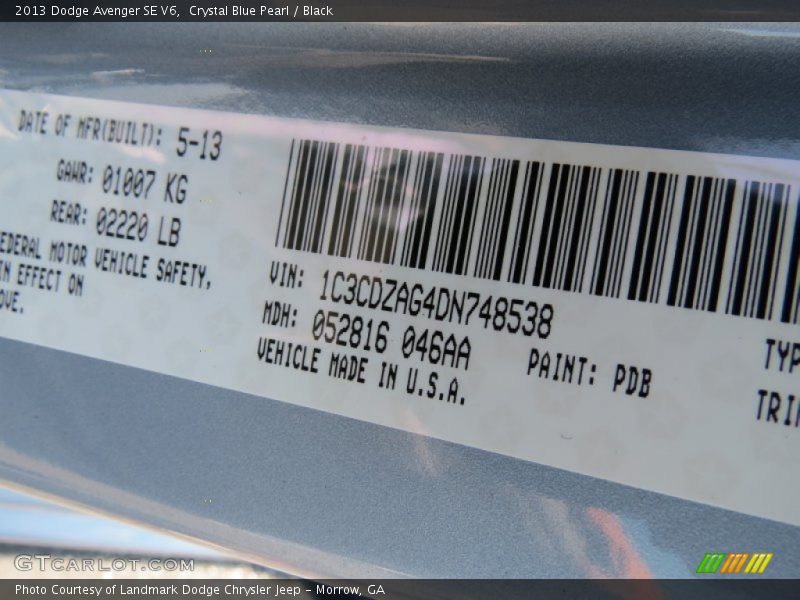 2013 Dodge Avenger SE V6,  Crystal Blue Pearl / Black
DATE OF MFR(BUILT): 5-13
GAWR: 01007 KG
REAR: 02220 LB
EDERAL MOTOR VEHICLE SAFETY,
IN EFFECT ON
OVE.
VIN: 1C3CDZAG4DN748538
MDH: 052816 046AA
VEHICLE MADE IN U.S.A.
PAINT: PDB
TYP
TRI
GTCARLOT.COM
Photo Courtesy of Landmark Dodge Chrysler Jeep - Morrow, GA